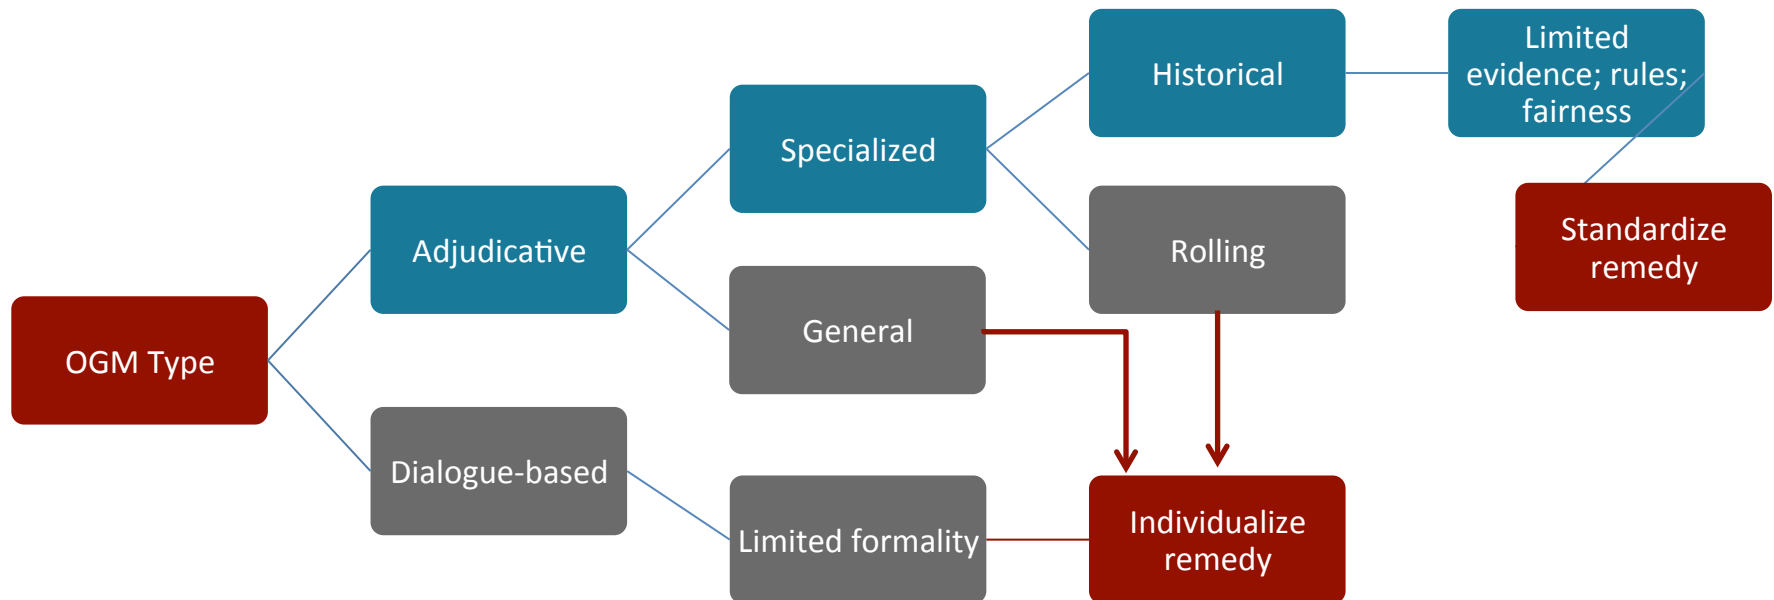 OGM Type
Adjudicative
Dialogue-based
Specialized
General
Limited formality
Historical
Rolling
Individualize
remedy
Limited
evidence; rules;
fairness
Standardize
remedy